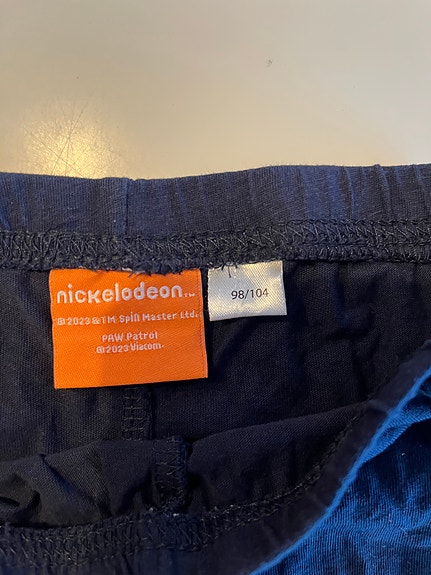 nickelodeon™
©2023 & TM Spin Master Ltd.
PAW Patrol
©2023 Viacom.
98/104